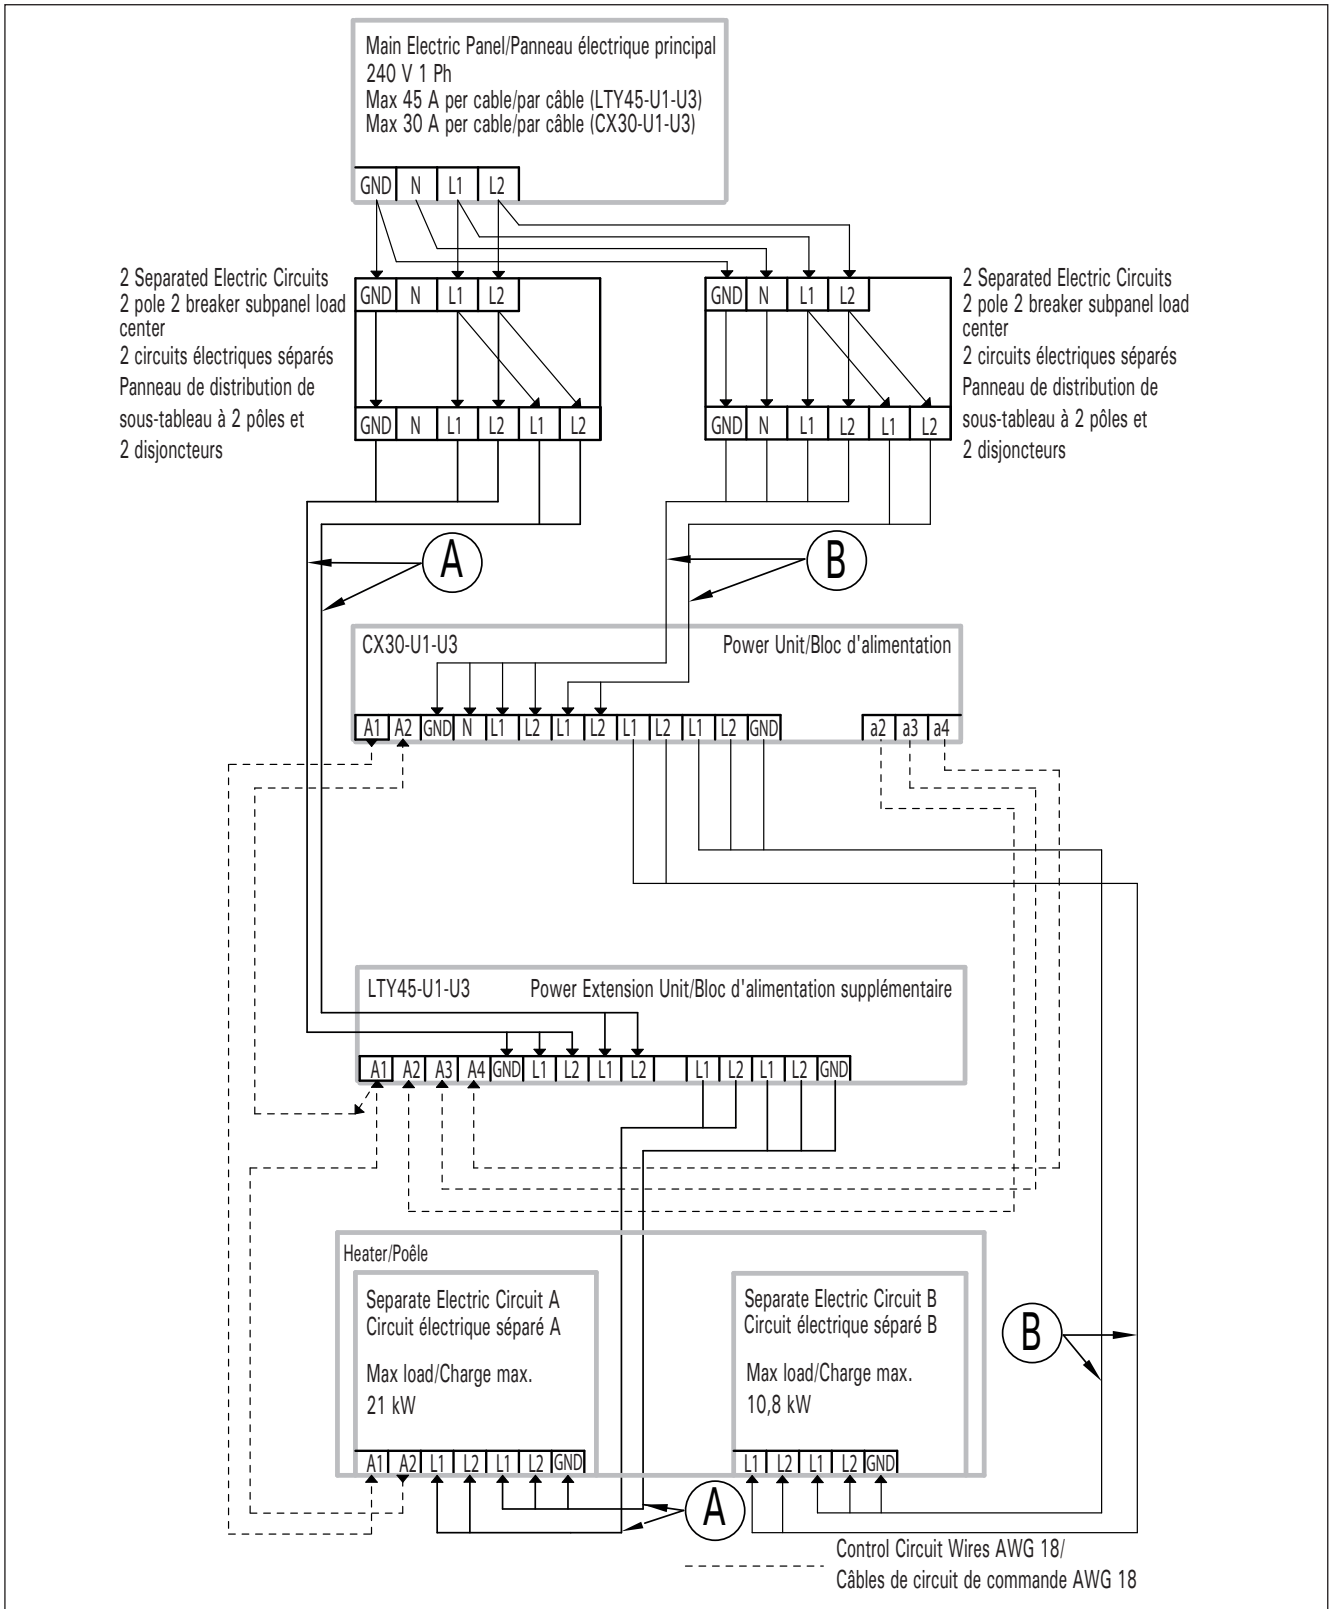 Main Electric Panel/Panneau électrique principal
240 V 1 Ph
Max 45 A per cable/par câble (LTY45-U1-U3)
Max 30 A per cable/par câble (CX30-U1-U3)
GND N L1 L2
2 Separated Electric Circuits
2 pole 2 breaker subpanel load
center
2 circuits électriques séparés
Panneau de distribution de
sous-tableau à 2 pôles et
2 disjoncteurs
GND N L1 L2
GND N L1 L2 L1 L2
GND N L1 L2
GND N L1 L2 L1 L2
2 Separated Electric Circuits
2 pole 2 breaker subpanel load
center
2 circuits électriques séparés
Panneau de distribution de
sous-tableau à 2 pôles et
2 disjoncteurs
A
B
CX30-U1-U3
Power Unit/Bloc d'alimentation
A1 A2 GND N L1 L2 L1 L2 L1 L2 L1 L2 GND
a2 a3 a4
LTY45-U1-U3
Power Extension Unit/Bloc d'alimentation supplémentaire
A1 A2 A3 A4 GND L1 L2 L1 L2 L1 L2 L1 L2 GND
Heater/Poêle
Separate Electric Circuit A
Circuit électrique séparé A
Max load/Charge max.
21 kW
A1 A2 L1 L2 L1 L2 GND
Separate Electric Circuit B
Circuit électrique séparé B
Max load/Charge max.
10,8 kW
L1 L2 L1 L2 GND
B
A
Control Circuit Wires AWG 18/
Câbles de circuit de commande AWG 18